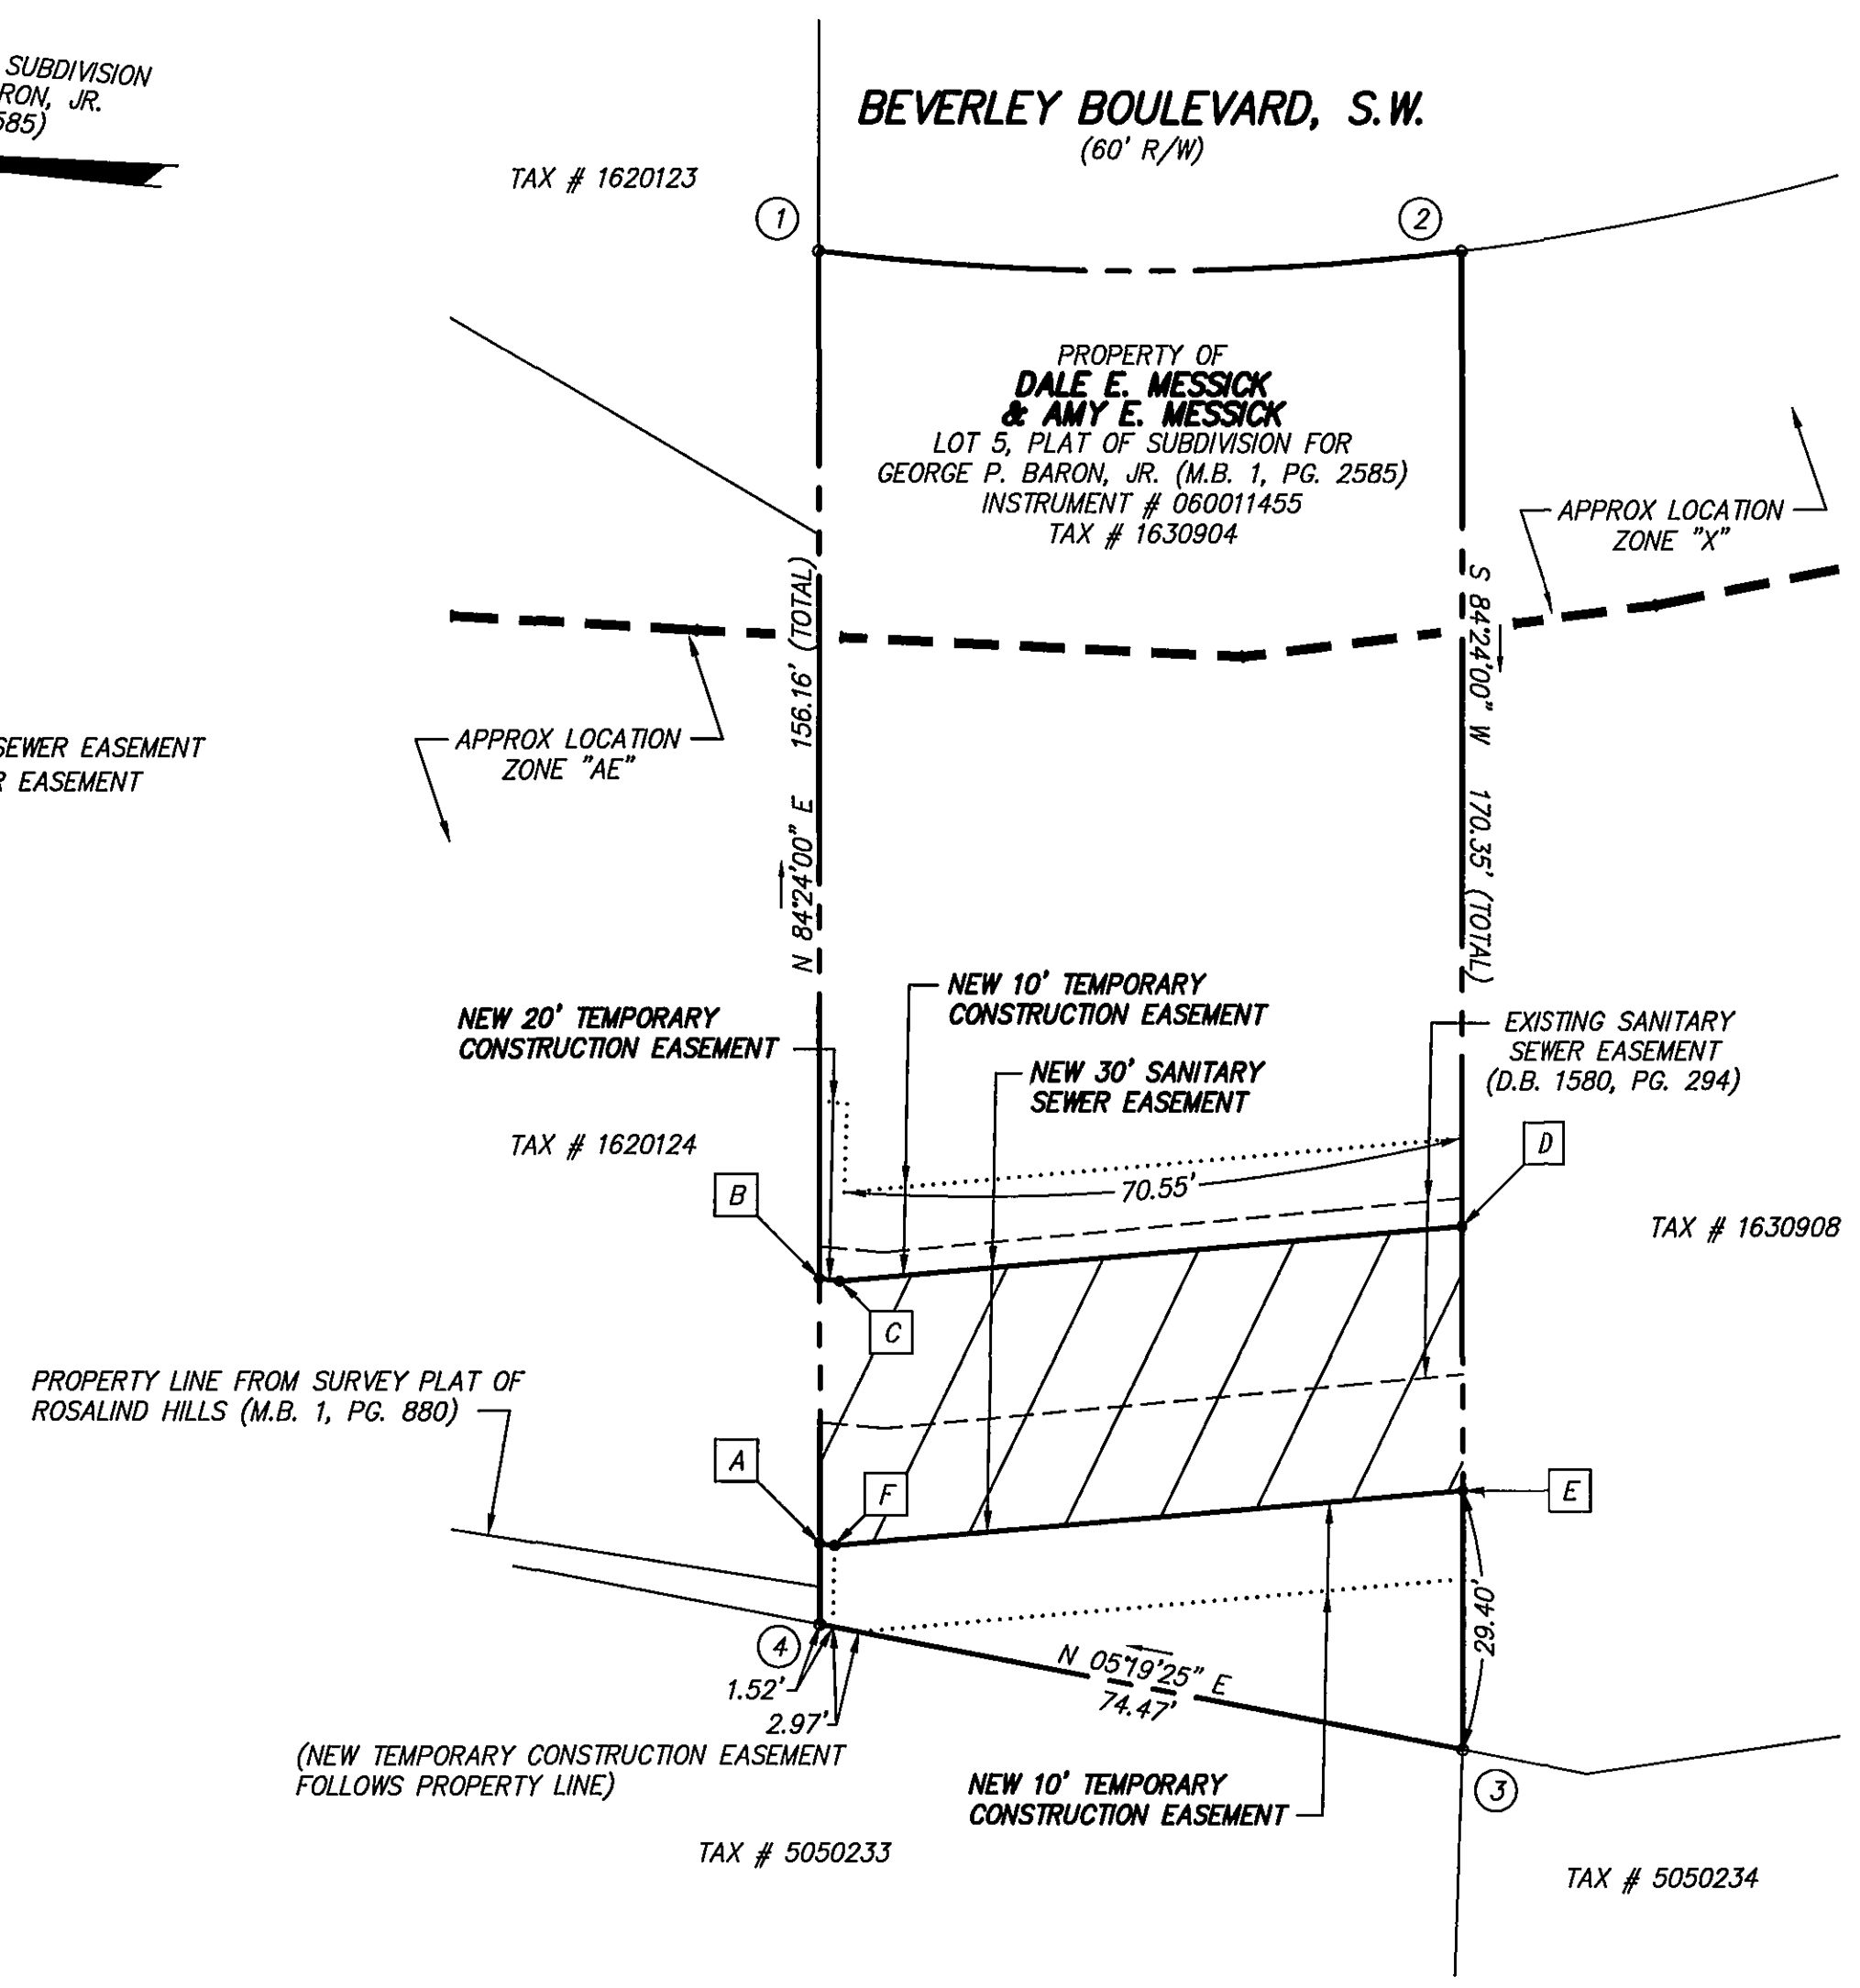 SUBDIVISION
RON, JR.
585)
BEVERLEY BOULEVARD, S.W.
(60' R/W)
TAX # 1620123
1
2
PROPERTY OF
DALE E. MESSICK
& AMY E. MESSICK
LOT 5, PLAT OF SUBDIVISION FOR
GEORGE P. BARON, JR. (M.B. 1, PG. 2585)
INSTRUMENT # 060011455
TAX # 1630904
APPROX LOCATION
ZONE "X"
N 84°24'00" E 156.16' (TOTAL)
S 84°24'00" W 170.35' (TOTAL)
APPROX LOCATION
ZONE "AE"
SEWER EASEMENT
R EASEMENT
NEW 10' TEMPORARY
CONSTRUCTION EASEMENT
NEW 20' TEMPORARY
CONSTRUCTION EASEMENT
NEW 30' SANITARY
SEWER EASEMENT
EXISTING SANITARY
SEWER EASEMENT
(D.B. 1580, PG. 294)
TAX # 1620124
D
B
70.55'
TAX # 1630908
C
PROPERTY LINE FROM SURVEY PLAT OF
ROSALIND HILLS (M.B. 1, PG. 880)
A
F
E
29.40'
4
N 05°19'25" E
74.47'
1.52'
2.97'
(NEW TEMPORARY CONSTRUCTION EASEMENT
FOLLOWS PROPERTY LINE)
NEW 10' TEMPORARY
CONSTRUCTION EASEMENT
3
TAX # 5050233
TAX # 5050234